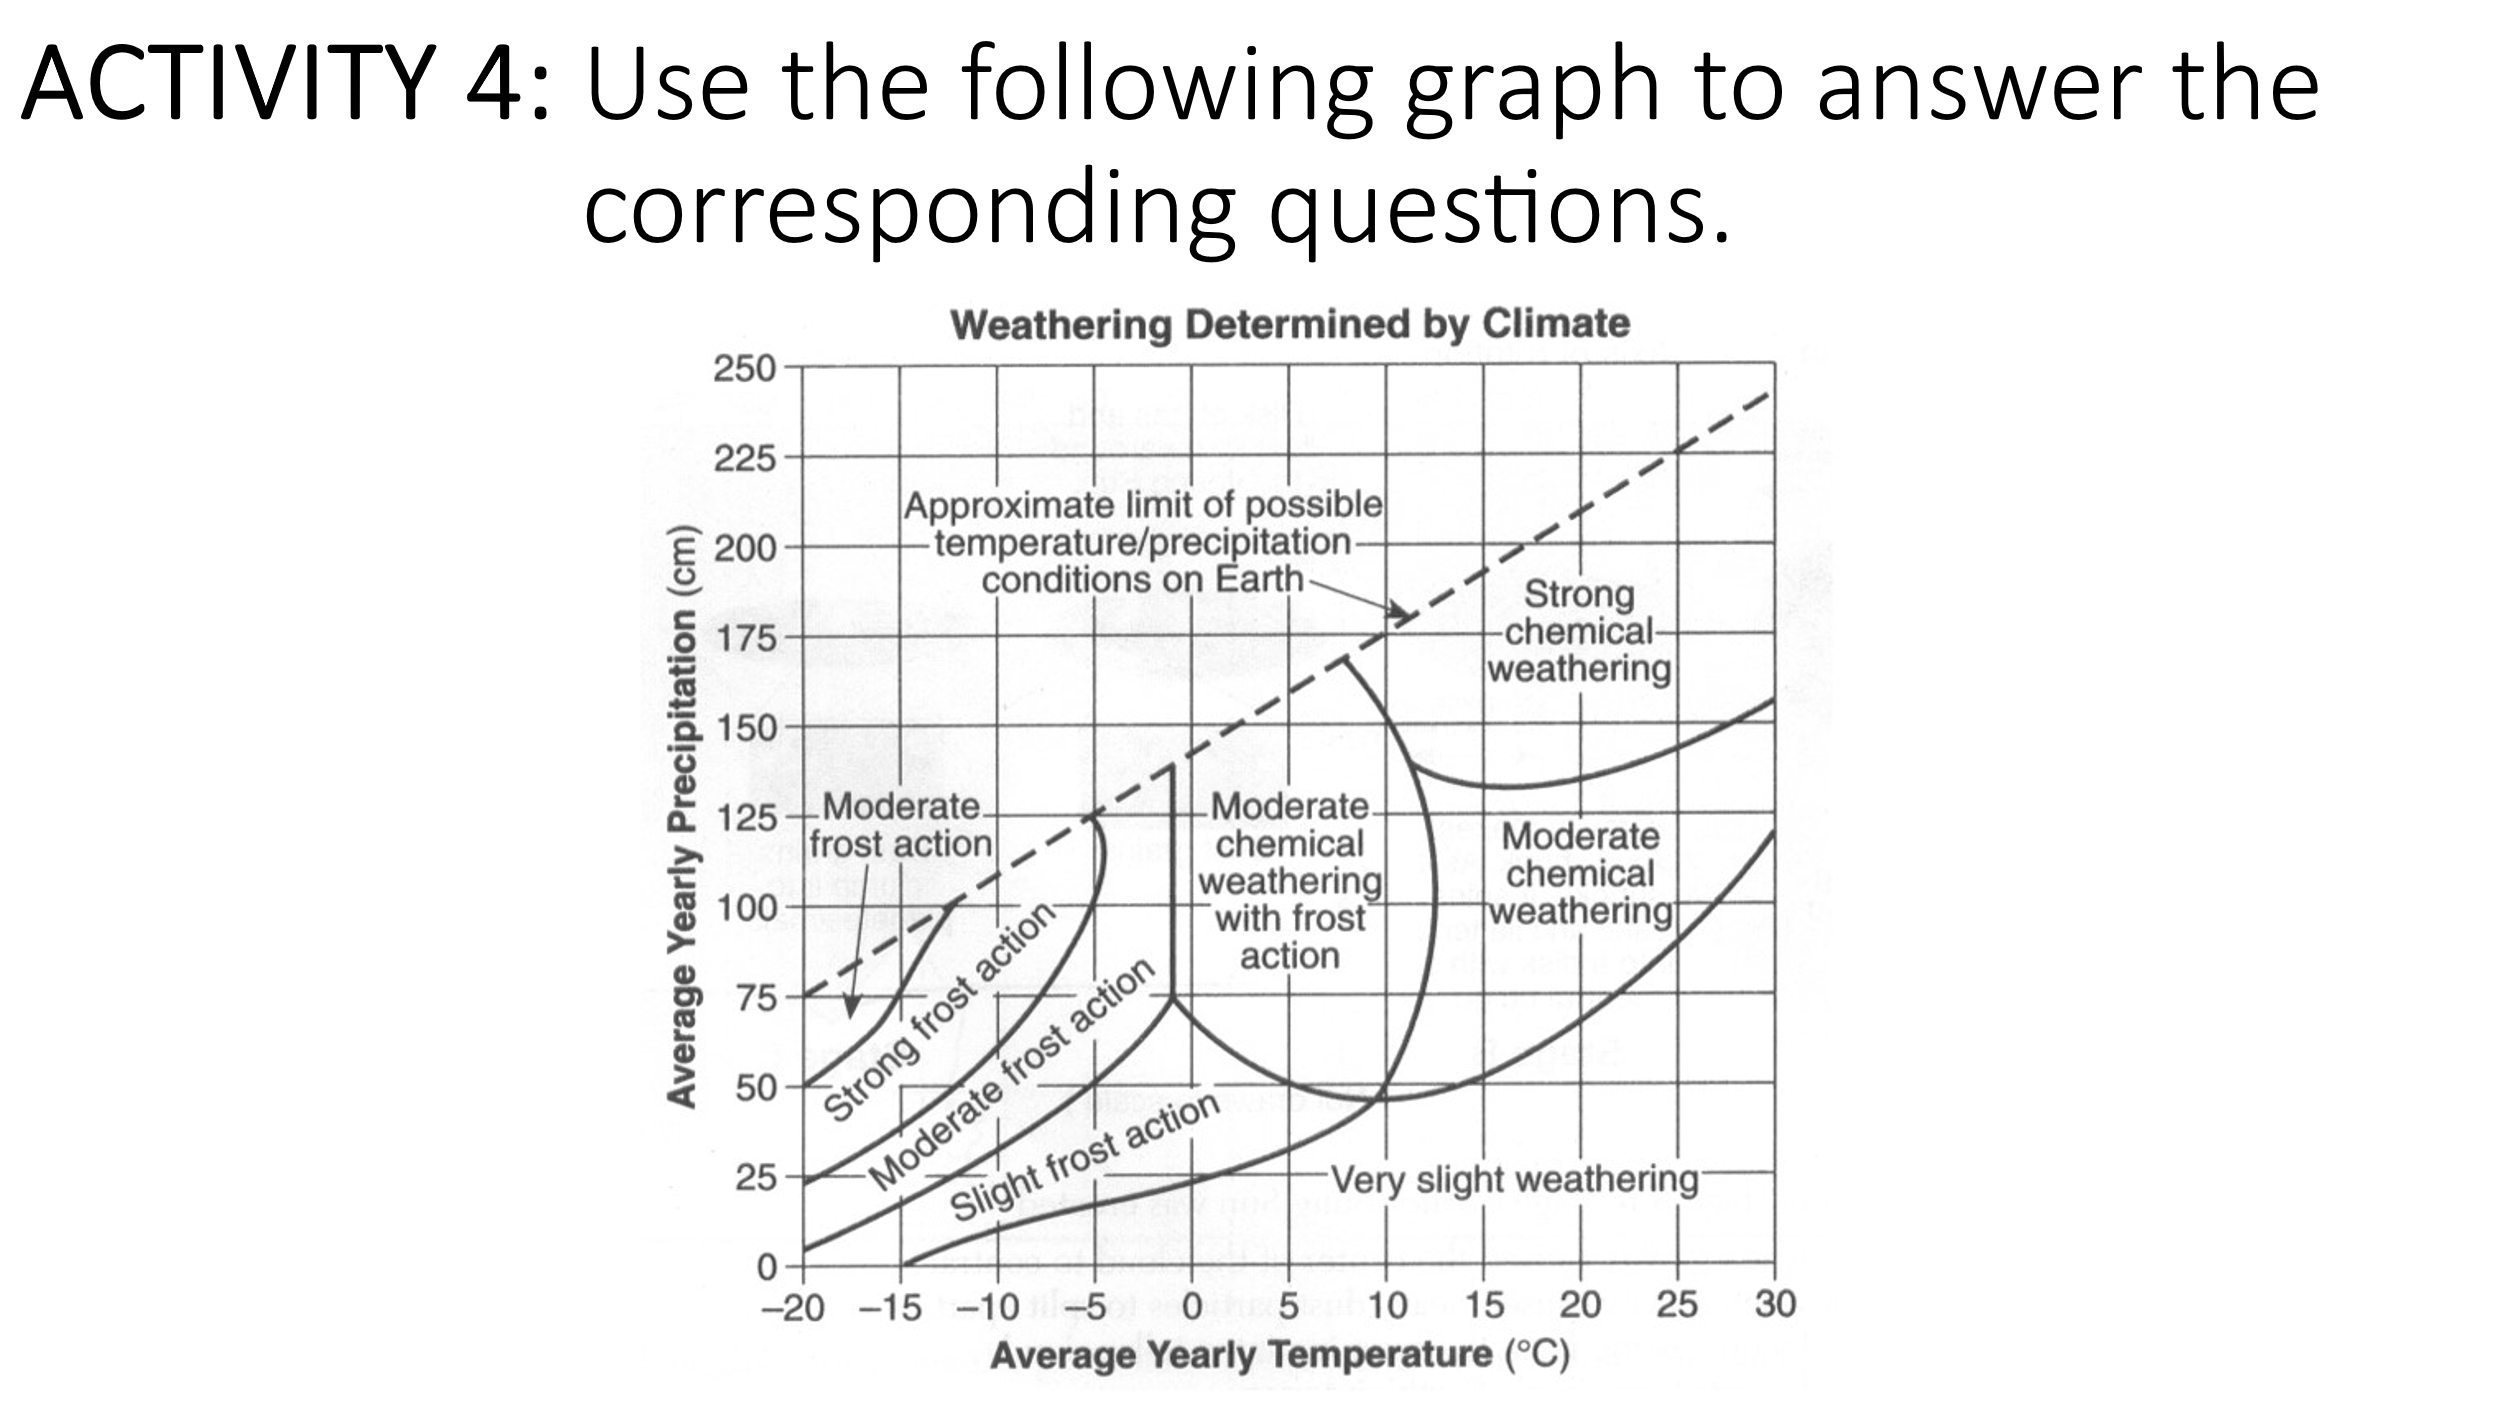 ACTIVITY 4: Use the following graph to answer the
corresponding questions.
Weathering Determined by Climate
250
225
200
175
150
125
100
75
50
25
0
Average Yearly Precipitation (cm)
Approximate limit of possible
temperature/precipitation
conditions on Earth
Strong
chemical
weathering
Moderate
frost action
Moderate
chemical
weathering
with frost
action
Moderate
chemical
weathering
Strong frost action
Moderate frost action
Slight frost action
Very slight weathering
–20 –15 –10 –5 0 5 10 15 20 25 30
Average Yearly Temperature (°C)